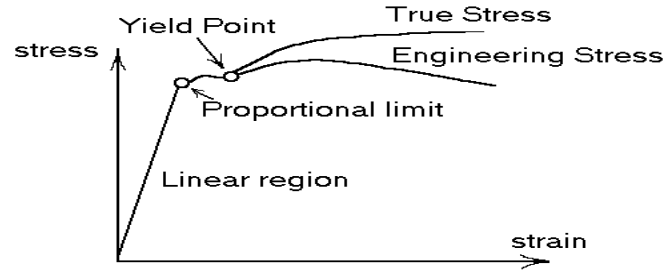 True Stress
Yield Point
stress
Engineering Stress
Proportional limit
Linear region
strain